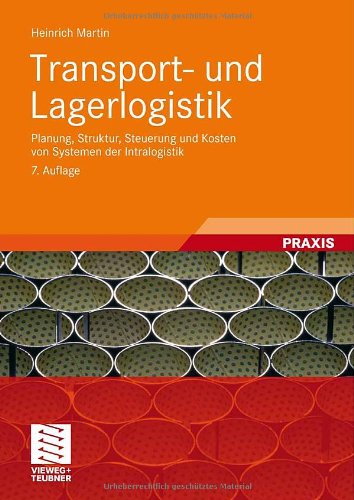 Urheberrechtlich geschütztes Material
Heinrich Martin
Transport- und
Lagerlogistik
Planung, Struktur, Steuerung und Kosten
von Systemen der Intralogistik
7. Auflage
PRAXIS
VIEWEG+
TEUBNER
Urheberrechtlich geschütztes Material